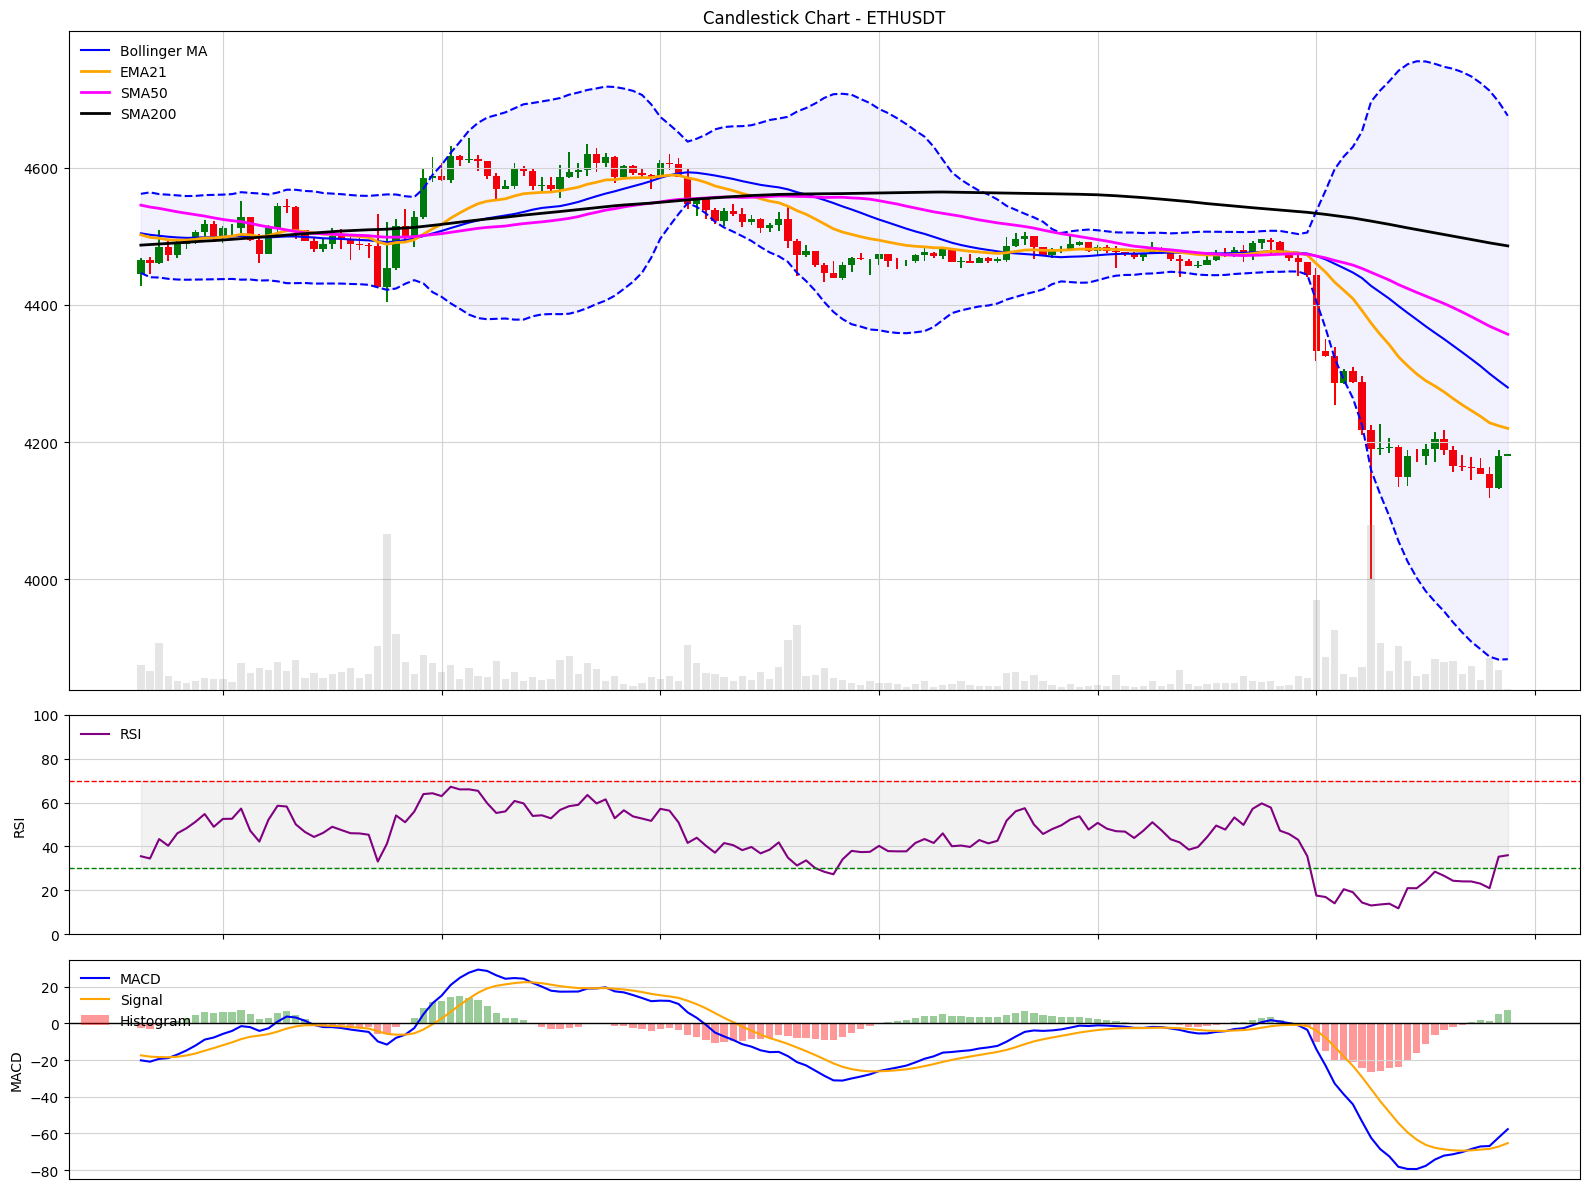 Candlestick Chart - ETHUSDT
Bollinger MA
EMA21
SMA50
SMA200
4600
4400
4200
4000
100
80
60
40
20
0
RSI
RSI
20
0
−20
−40
−60
−80
MACD
MACD
Signal
Histogram